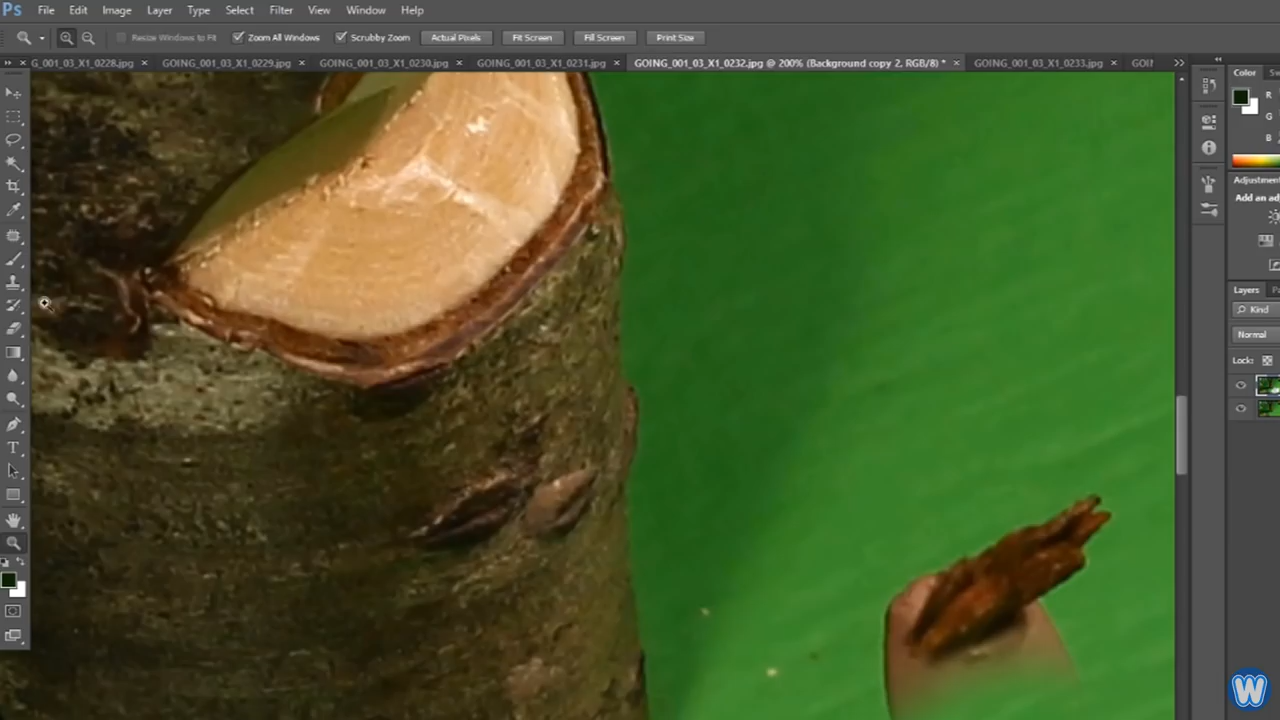 Ps File Edit Image Layer Type Select Filter View Window Help
Resize Windows to Fit Zoom All Windows Scrubby Zoom Actual Pixels Fit Screen Fill Screen Print Size
G_001_03_X1_0228.jpg × GOING_001_03_X1_0229.jpg × GOING_001_03_X1_0230.jpg × GOING_001_03_X1_0231.jpg × GOING_001_03_X1_0232.jpg @ 200% (Background copy 2, RGB/8) * × GOING_001_03_X1_0233.jpg × GOIN
Color
R
G
B
Adjustment
Add an ad
Layers
Kind
Normal
Lock:
T
W